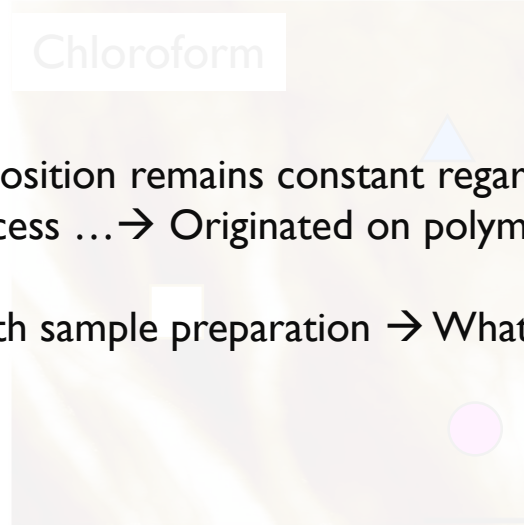 Chloroform
osition remains constant regar
cess …→ Originated on polym
th sample preparation → What